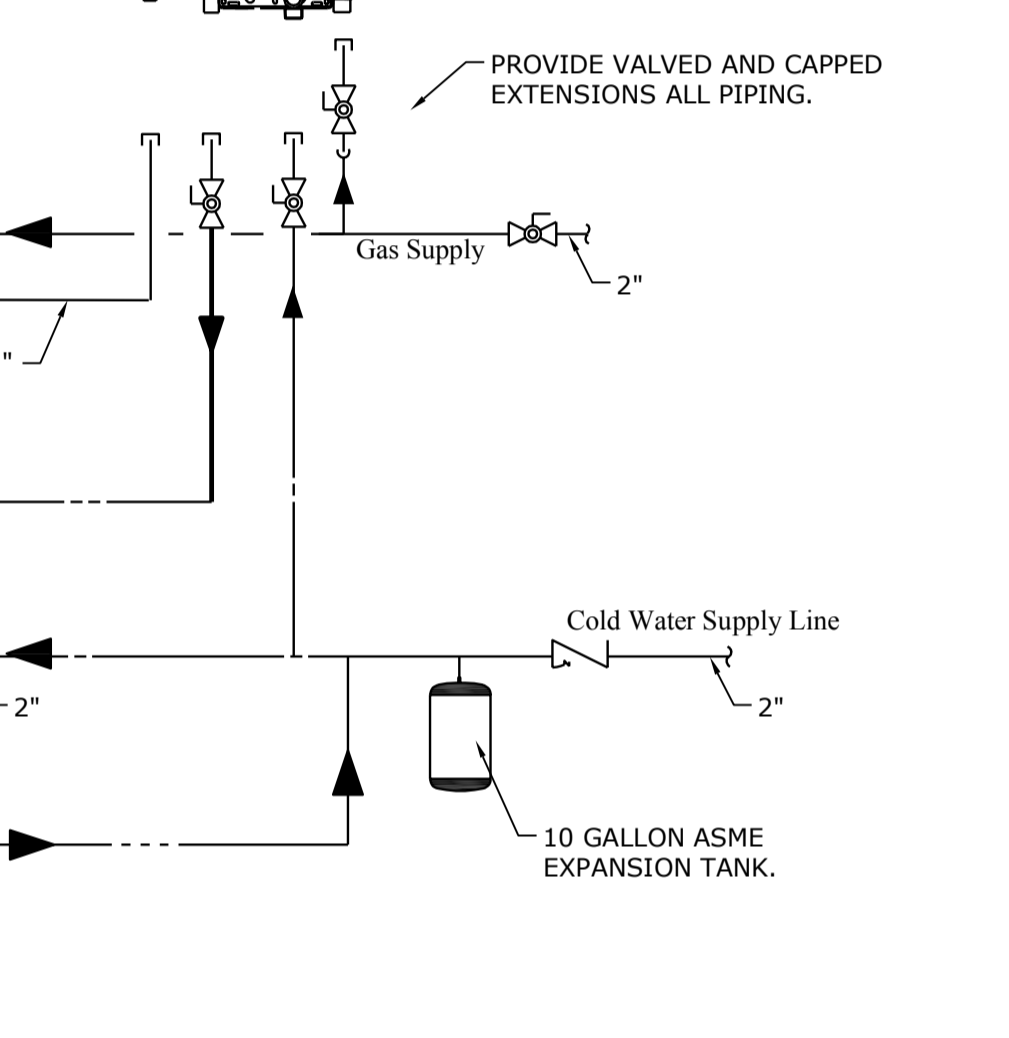 PROVIDE VALVED AND CAPPED
EXTENSIONS ALL PIPING.
Gas Supply
2"
"
Cold Water Supply Line
2"
2"
10 GALLON ASME
EXPANSION TANK.